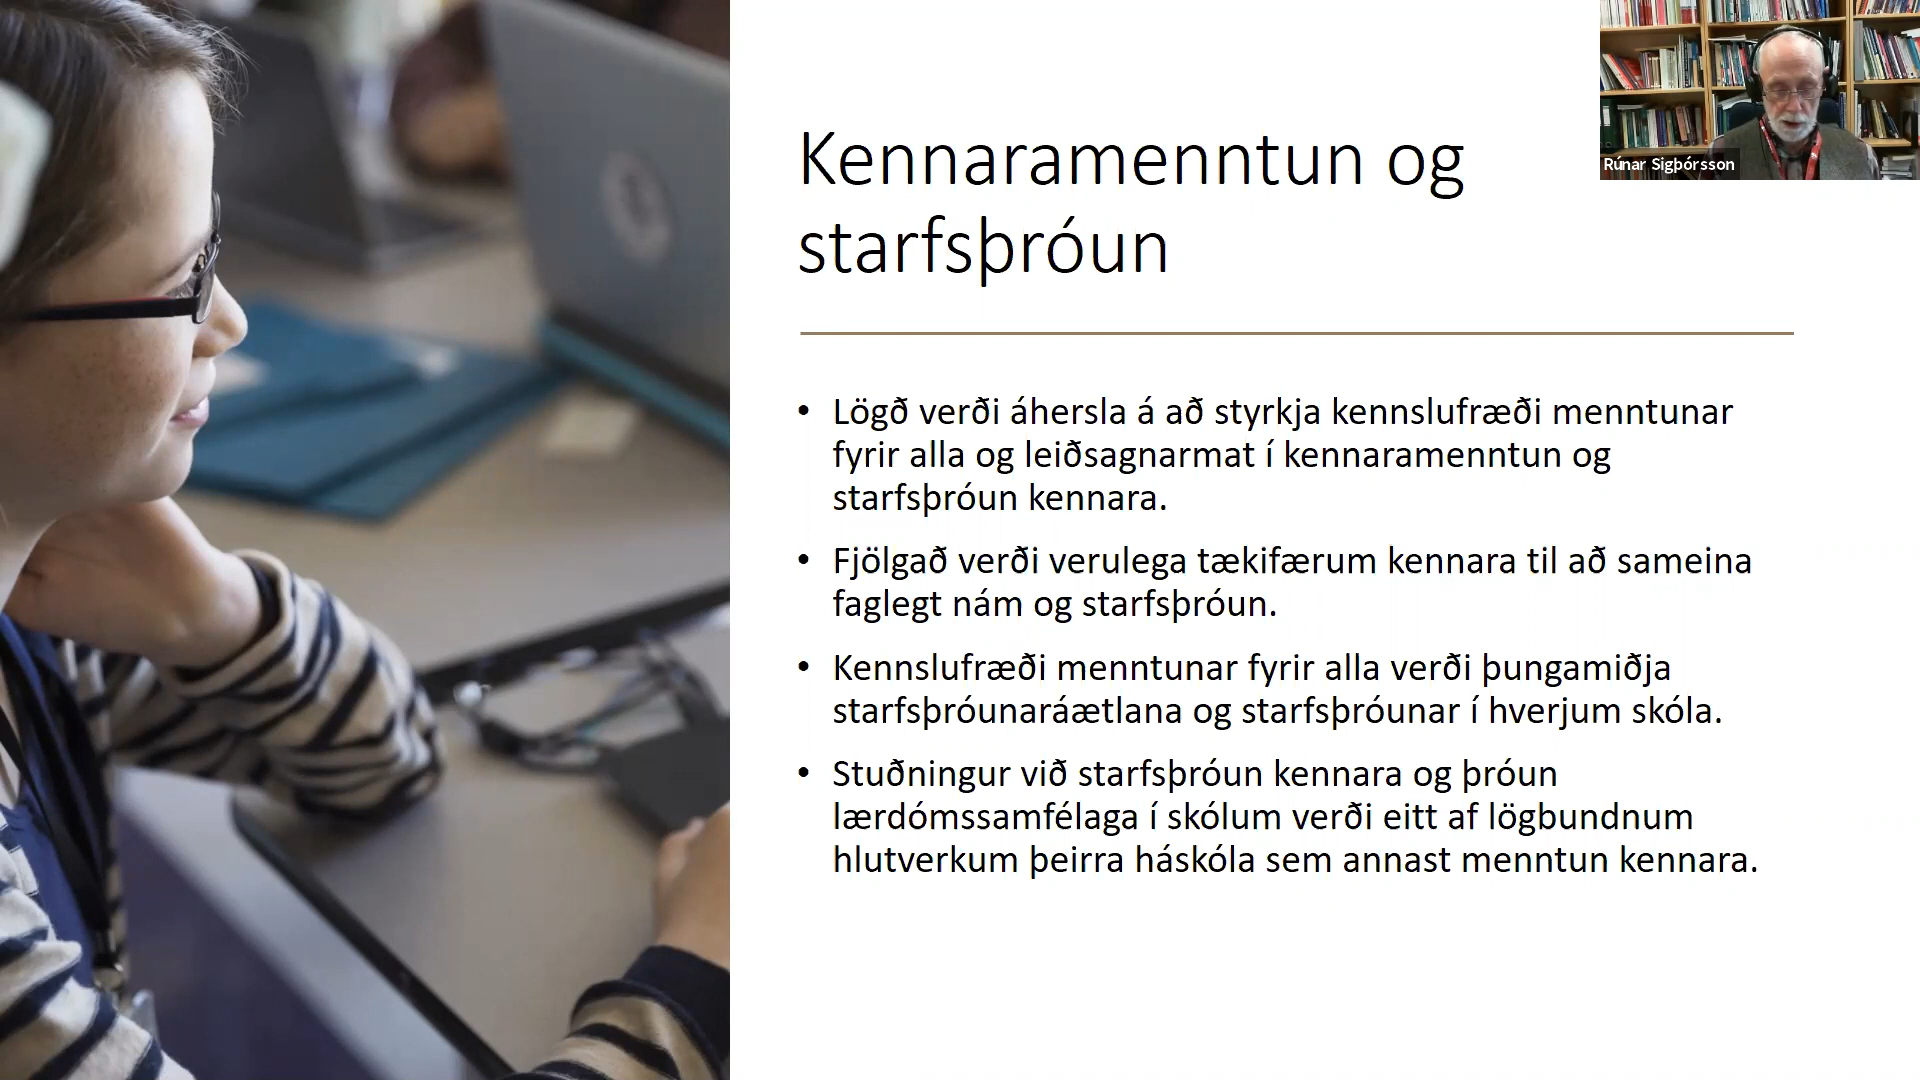 Kennaramenntun og
starfsþróun
Rúnar Sigþórsson
• Lögð verði áhersla á að styrkja kennslufræði menntunar
fyrir alla og leiðsagnarmat í kennaramenntun og
starfsþróun kennara.
• Fjölgað verði verulega tækifærum kennara til að sameina
faglegt nám og starfsþróun.
• Kennslufræði menntunar fyrir alla verði þungamiðja
starfsþróunaráætlana og starfsþróunar í hverjum skóla.
• Stuðningur við starfsþróun kennara og þróun
lærdómssamfélaga í skólum verði eitt af lögbundnum
hlutverkum þeirra háskóla sem annast menntun kennara.